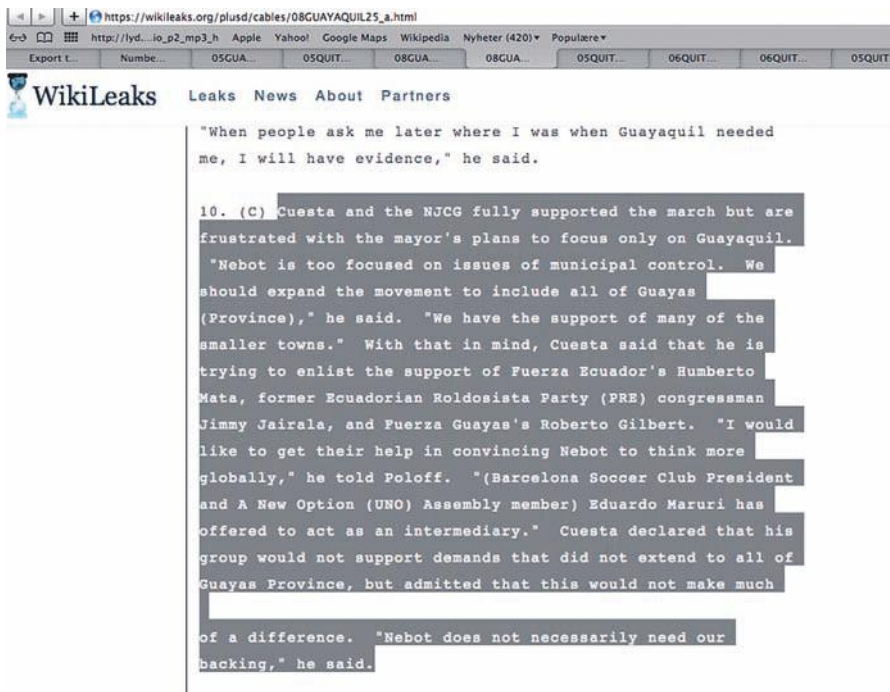 https://wikileaks.org/plusd/cables/08GUAYAQUIL25_a.html
http://lyd....io_p2_mp3_h Apple Yahoo! Google Maps Wikipedia Nyheter (420) Populære
Export t... Numbe... 05GUA... 05QUIT... 08GUA... 08GUA... 05QUIT... 06QUIT... 06QUIT... 05QUIT
WikiLeaks Leaks News About Partners
"When people ask me later where I was when Guayaquil needed
me, I will have evidence," he said.
10. (C) Cuesta and the NJCG fully supported the march but are
frustrated with the mayor's plans to focus only on Guayaquil.
"Nebot is too focused on issues of municipal control. We
should expand the movement to include all of Guayas
(Province)," he said. "We have the support of many of the
smaller towns." With that in mind, Cuesta said that he is
trying to enlist the support of Fuerza Ecuador's Humberto
Mata, former Ecuadorian Roldosista Party (PRE) congressman
Jimmy Jairala, and Fuerza Guayas's Roberto Gilbert. "I would
like to get their help in convincing Nebot to think more
globally," he told Poloff. "(Barcelona Soccer Club President
and A New Option (UNO) Assembly member) Eduardo Maruri has
offered to act as an intermediary." Cuesta declared that his
group would not support demands that did not extend to all of
Guayas Province, but admitted that this would not make much
of a difference. "Nebot does not necessarily need our
backing," he said.